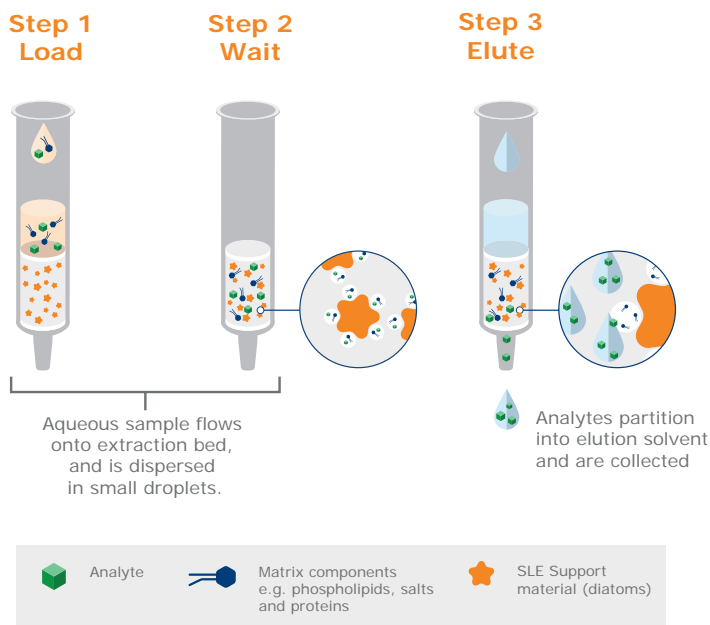 Step 1
Load
Step 2
Wait
Step 3
Elute
Aqueous sample flows
onto extraction bed,
and is dispersed
in small droplets.
Analytes partition
into elution solvent
and are collected
Analyte
Matrix components
e.g. phospholipids, salts
and proteins
SLE Support
material (diatoms)